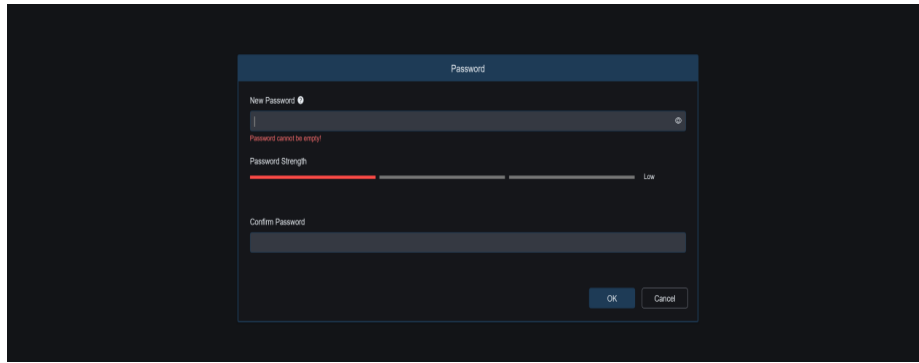 Password
New Password
Password cannot be empty!
Password Strength
Low
Confirm Password
OK
Cancel